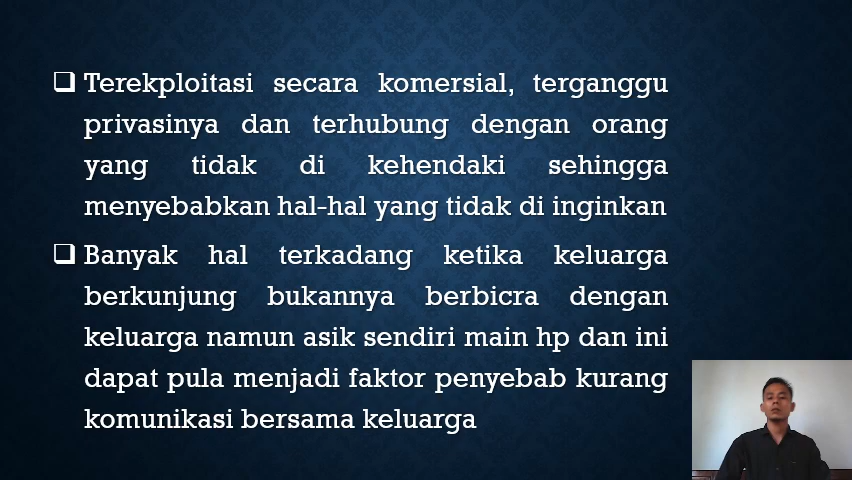 Terekploitasi secara komersial, terganggu
privasinya dan terhubung dengan orang
yang tidak di kehendaki sehingga
menyebabkan hal-hal yang tidak di inginkan
Banyak hal terkadang ketika keluarga
berkunjung bukannya berbicra dengan
keluarga namun asik sendiri main hp dan ini
dapat pula menjadi faktor penyebab kurang
komunikasi bersama keluarga